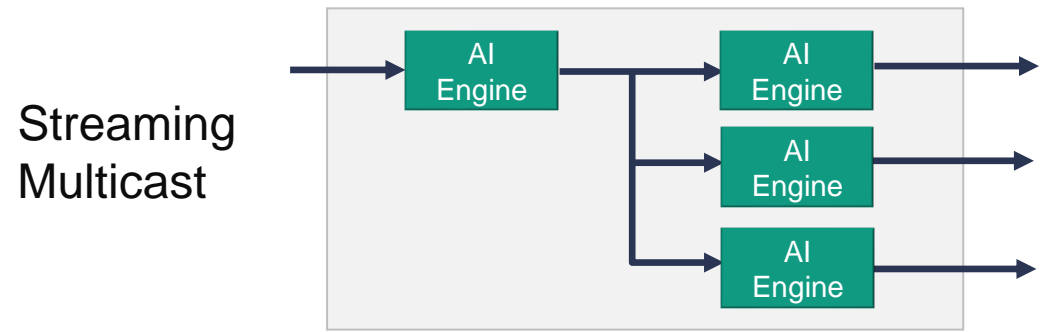 Streaming
Multicast
AI
Engine
AI
Engine
AI
Engine
AI
Engine